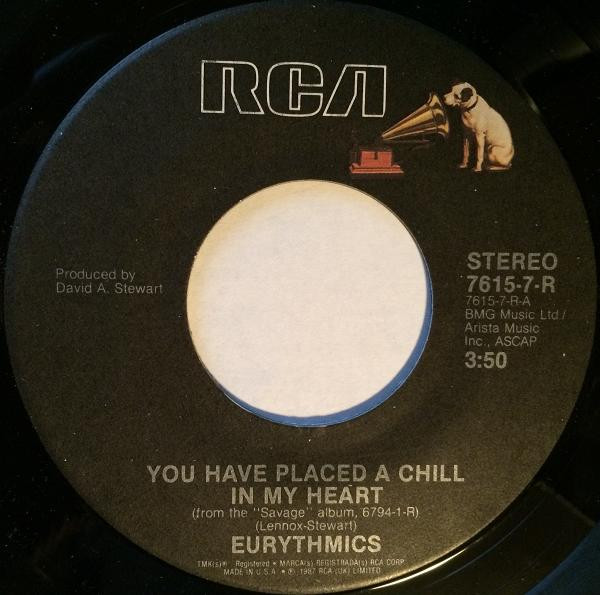 RCA
Produced by
David A. Stewart
STEREO
7615-7-R
7615-7-R-A
BMG Music Ltd/
Arista Music
Inc., ASCAP
3:50
YOU HAVE PLACED A CHILL
IN MY HEART
(from the "Savage" album, 6794-1-R)
(Lennox-Stewart)
EURYTHMICS
TMK(s)® Registered • MARCA(s) REGISTRADA(s) RCA CORP.
MADE IN U.S.A. • ℗ 1987 RCA (UK) LIMITED